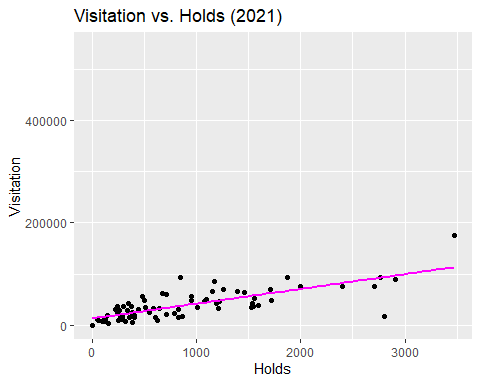 Visitation vs. Holds (2021)
400000
200000
0
Visitation
0 1000 2000 3000
Holds